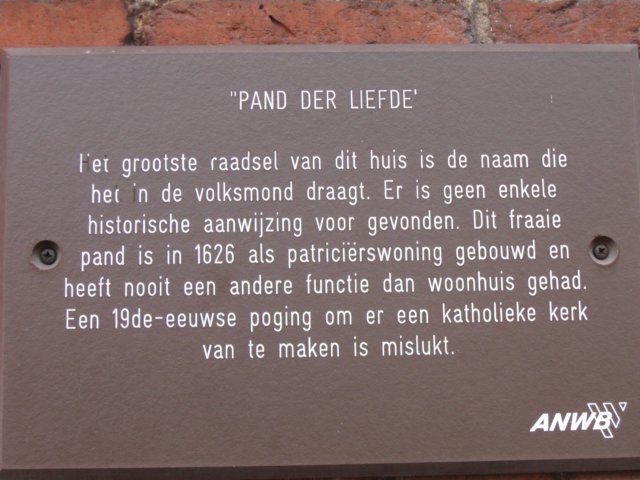 "PAND DER LIEFDE"
Het grootste raadsel van dit huis is de naam die
het in de volksmond draagt. Er is geen enkele
historische aanwijzing voor gevonden. Dit fraaie
pand is in 1626 als patriciërswoning gebouwd en
heeft nooit een andere functie dan woonhuis gehad.
Een 19de-eeuwse poging om er een katholieke kerk
van te maken is mislukt.
ANWB